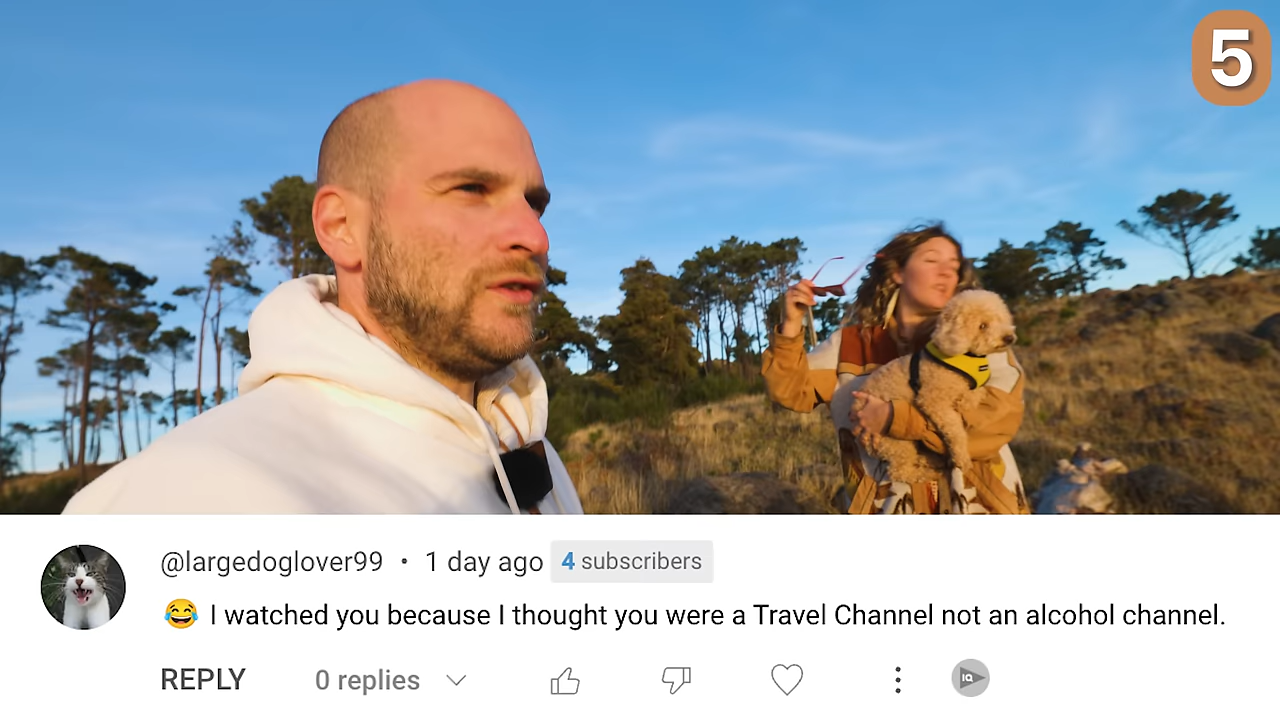 5
@largedoglover99 • 1 day ago 4 subscribers
😂 I watched you because I thought you were a Travel Channel not an alcohol channel.
REPLY 0 replies
IQ